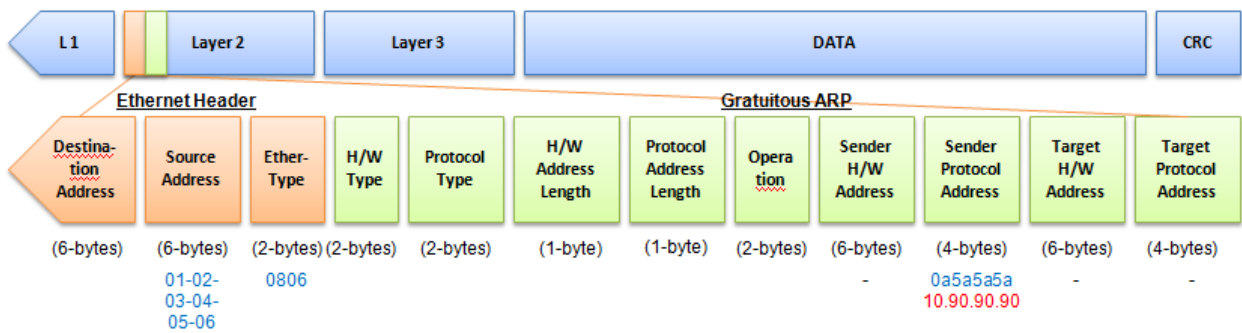 L 1
Layer 2
Layer 3
DATA
CRC
Ethernet Header
Gratuitous ARP
Destina-
tion
Address
Source
Address
Ether-
Type
H/W
Type
Protocol
Type
H/W
Address
Length
Protocol
Address
Length
Opera
tion
Sender
H/W
Address
Sender
Protocol
Address
Target
H/W
Address
Target
Protocol
Address
(6-bytes)
(6-bytes)
(2-bytes)
(2-bytes)
(2-bytes)
(1-byte)
(1-byte)
(2-bytes)
(6-bytes)
(4-bytes)
(6-bytes)
(4-bytes)
01-02-
03-04-
05-06
0806
-
0a5a5a5a
10.90.90.90
-
-